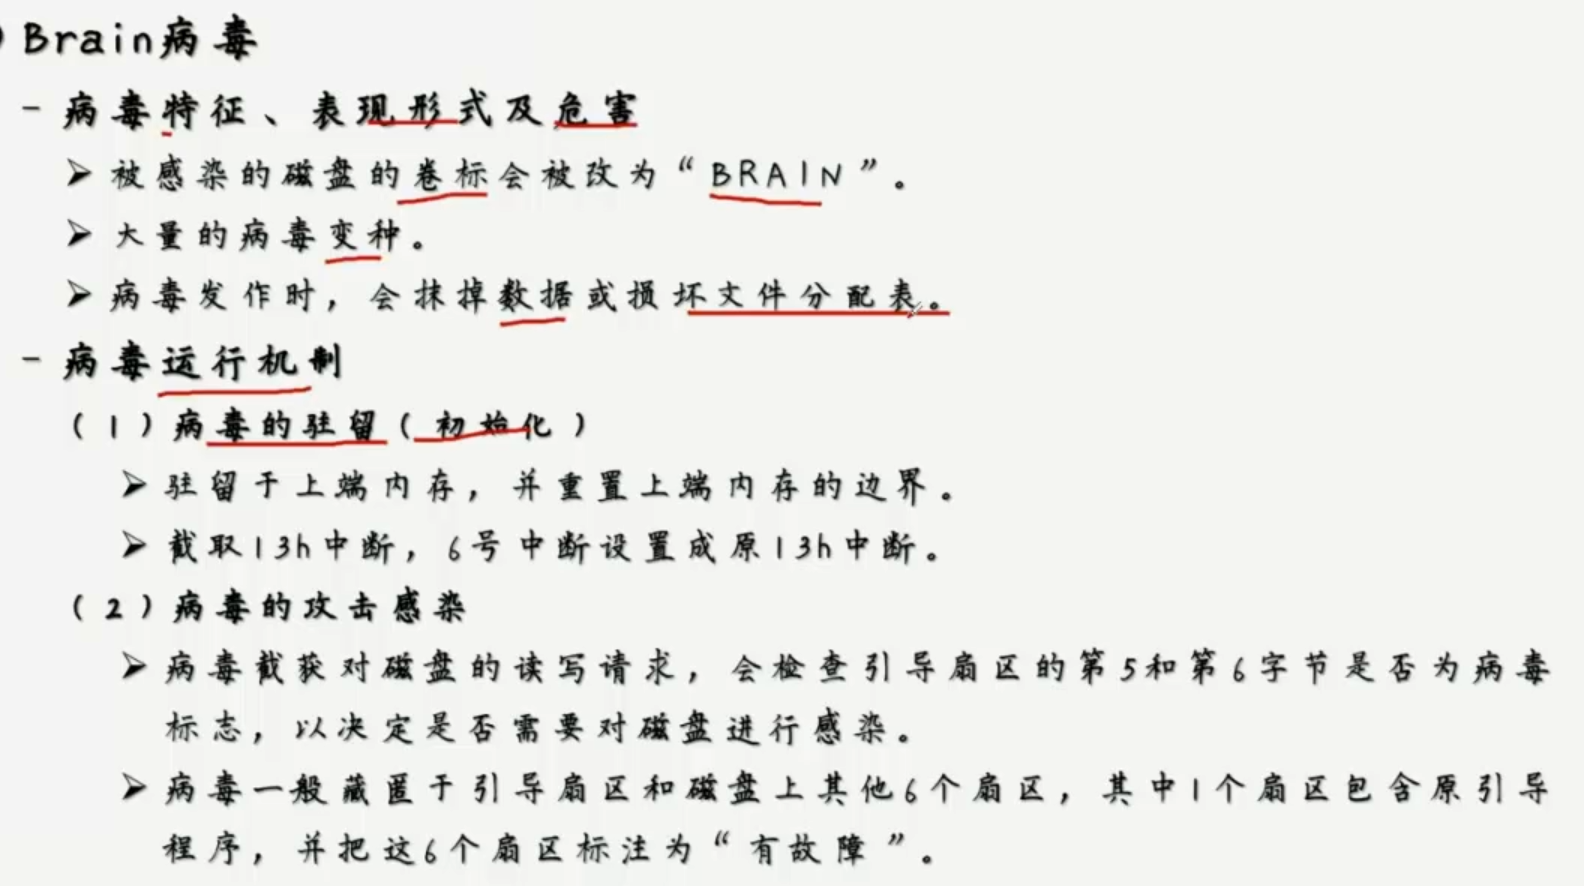 Brain病毒
- 病毒特征、表现形式及危害
➢ 被感染的磁盘的卷标会被改为“BRAIN”。
➢ 大量的病毒变种。
➢ 病毒发作时，会抹掉数据或损坏文件分配表。
- 病毒运行机制
(1)病毒的驻留(初始化)
➢ 驻留于上端内存，并重置上端内存的边界。
➢ 截取13h中断，6号中断设置成原13h中断。
(2)病毒的攻击感染
➢ 病毒截获对磁盘的读写请求，会检查引导扇区的第5和第6字节是否为病毒
标志，以决定是否需要对磁盘进行感染。
➢ 病毒一般藏匿于引导扇区和磁盘上其他6个扇区，其中1个扇区包含原引导
程序，并把这6个扇区标注为“有故障”。